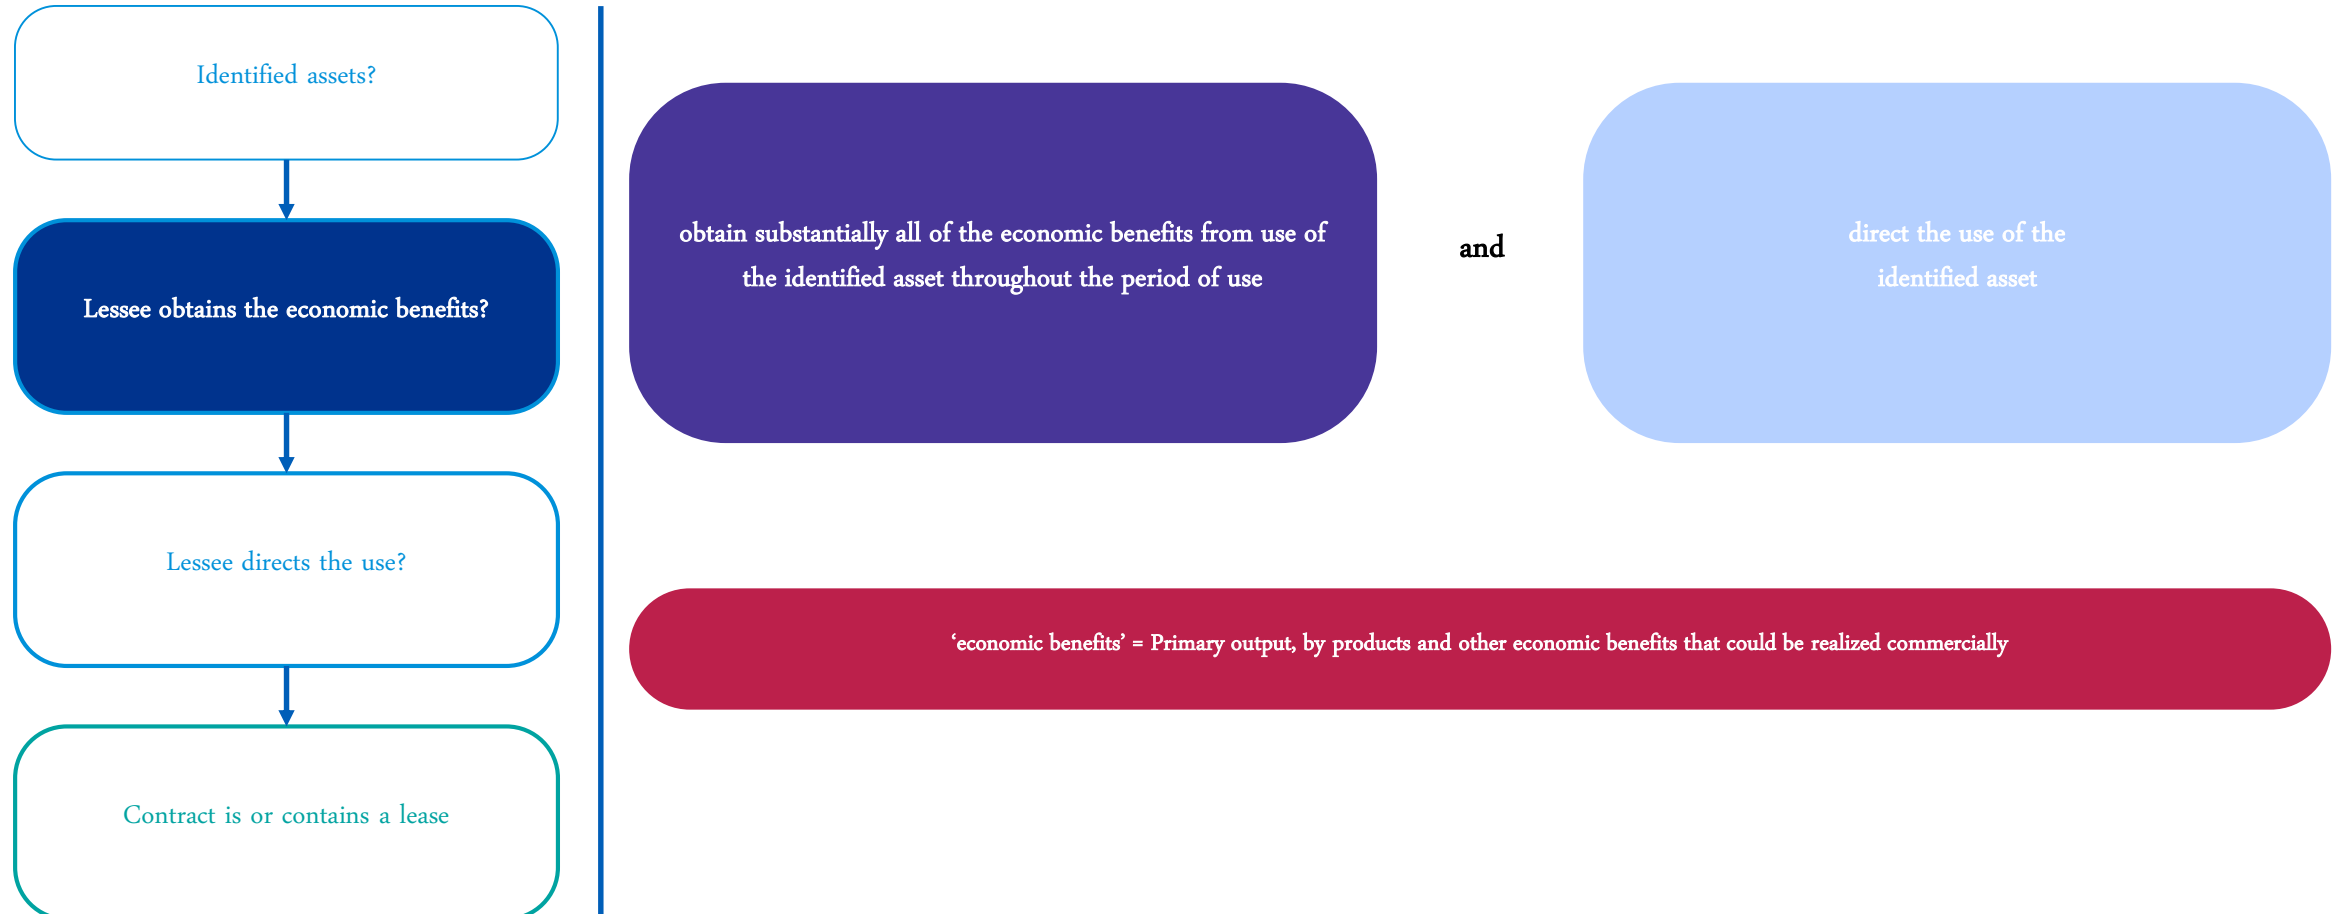 Identified assets?
Lessee obtains the economic benefits?
Lessee directs the use?
Contract is or contains a lease
obtain substantially all of the economic benefits from use of
the identified asset throughout the period of use
and
direct the use of the
identified asset
‘economic benefits’ = Primary output, by products and other economic benefits that could be realized commercially